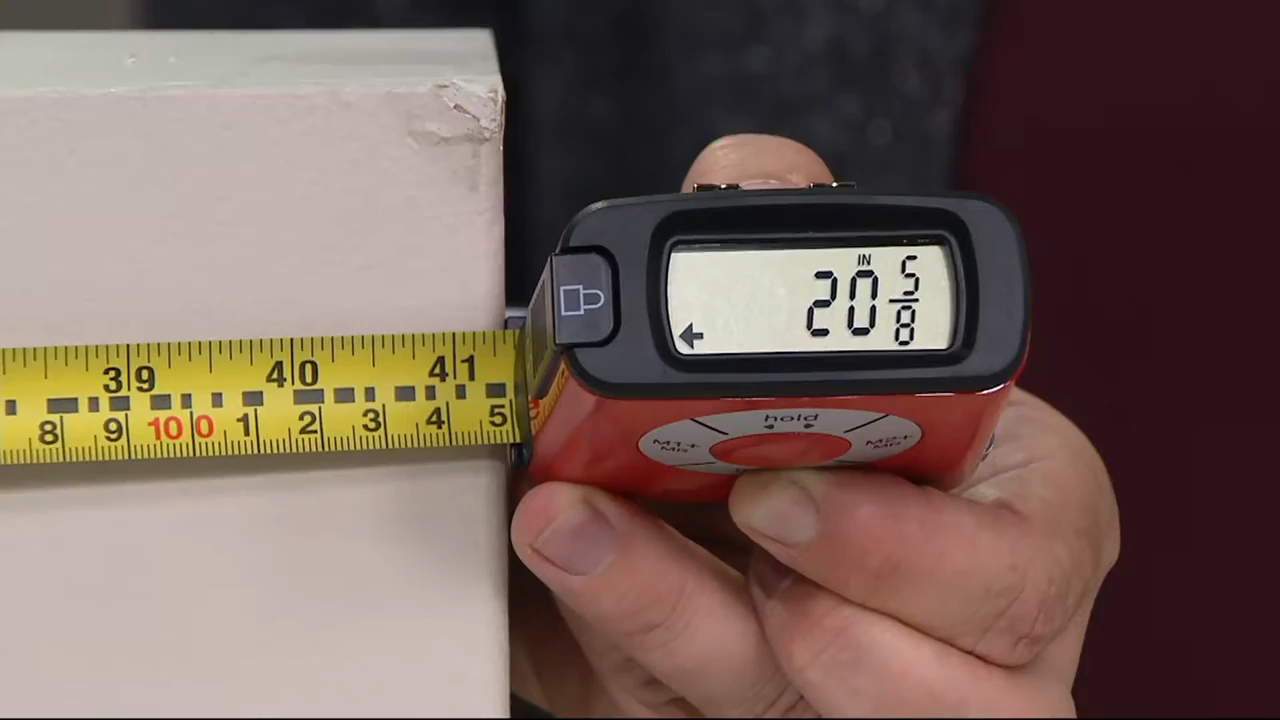 IN
20 5/8
39 40 41
8 9 100 1 2 3 4 5
hold
M1+ M2+
MR MR